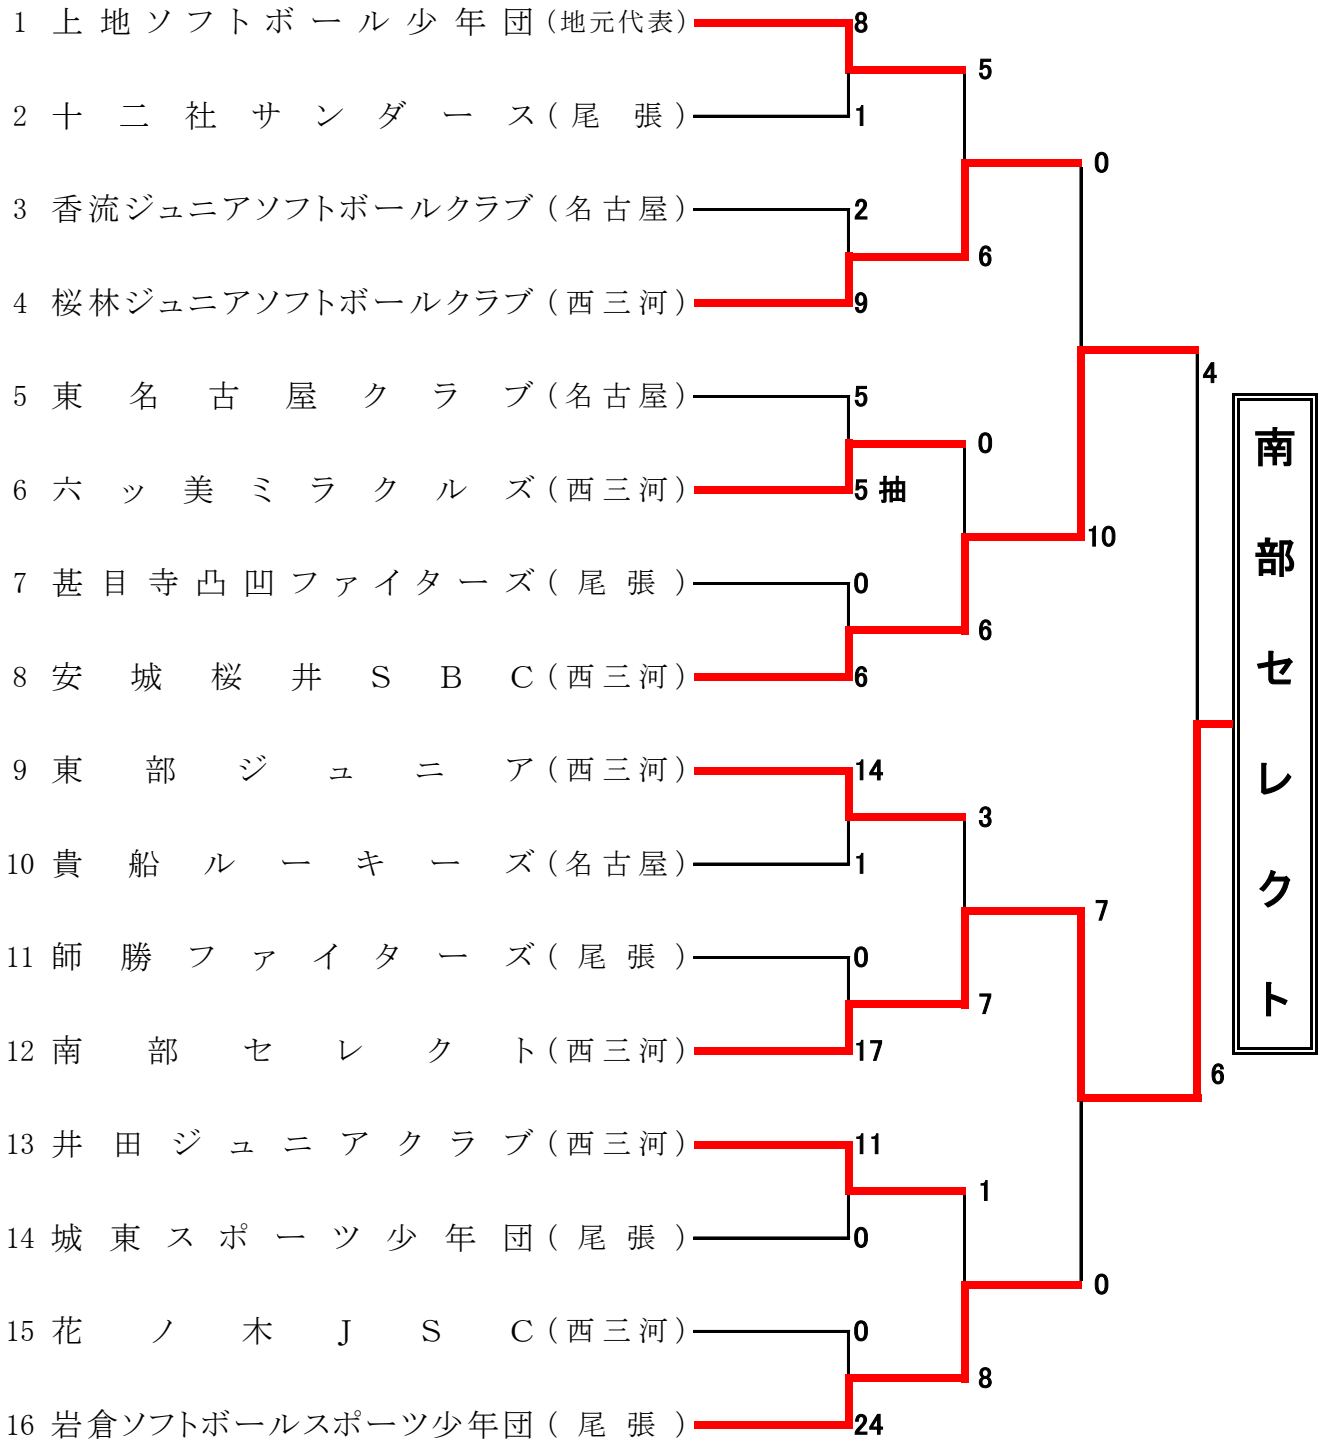 1 上地ソフトボール少年団(地元代表) 8
5
2 十二社サンダース(尾張) 1
0
3 香流ジュニアソフトボールクラブ(名古屋) 2
6
4 桜林ジュニアソフトボールクラブ(西三河) 9
4
5 東名古屋クラブ(名古屋) 5
0
6 六ッ美ミラクルズ(西三河) 5 抽
10
7 甚目寺凸凹ファイターズ(尾張) 0
6
8 安城桜井SBC(西三河) 6
南部セレクト
9 東部ジュニア(西三河) 14
3
10 貴船ルーキーズ(名古屋) 1
7
11 師勝ファイターズ(尾張) 0
7
12 南部セレクト(西三河) 17
6
13 井田ジュニアクラブ(西三河) 11
1
14 城東スポーツ少年団(尾張) 0
0
15 花ノ木JSC(西三河) 0
8
16 岩倉ソフトボールスポーツ少年団(尾張) 24